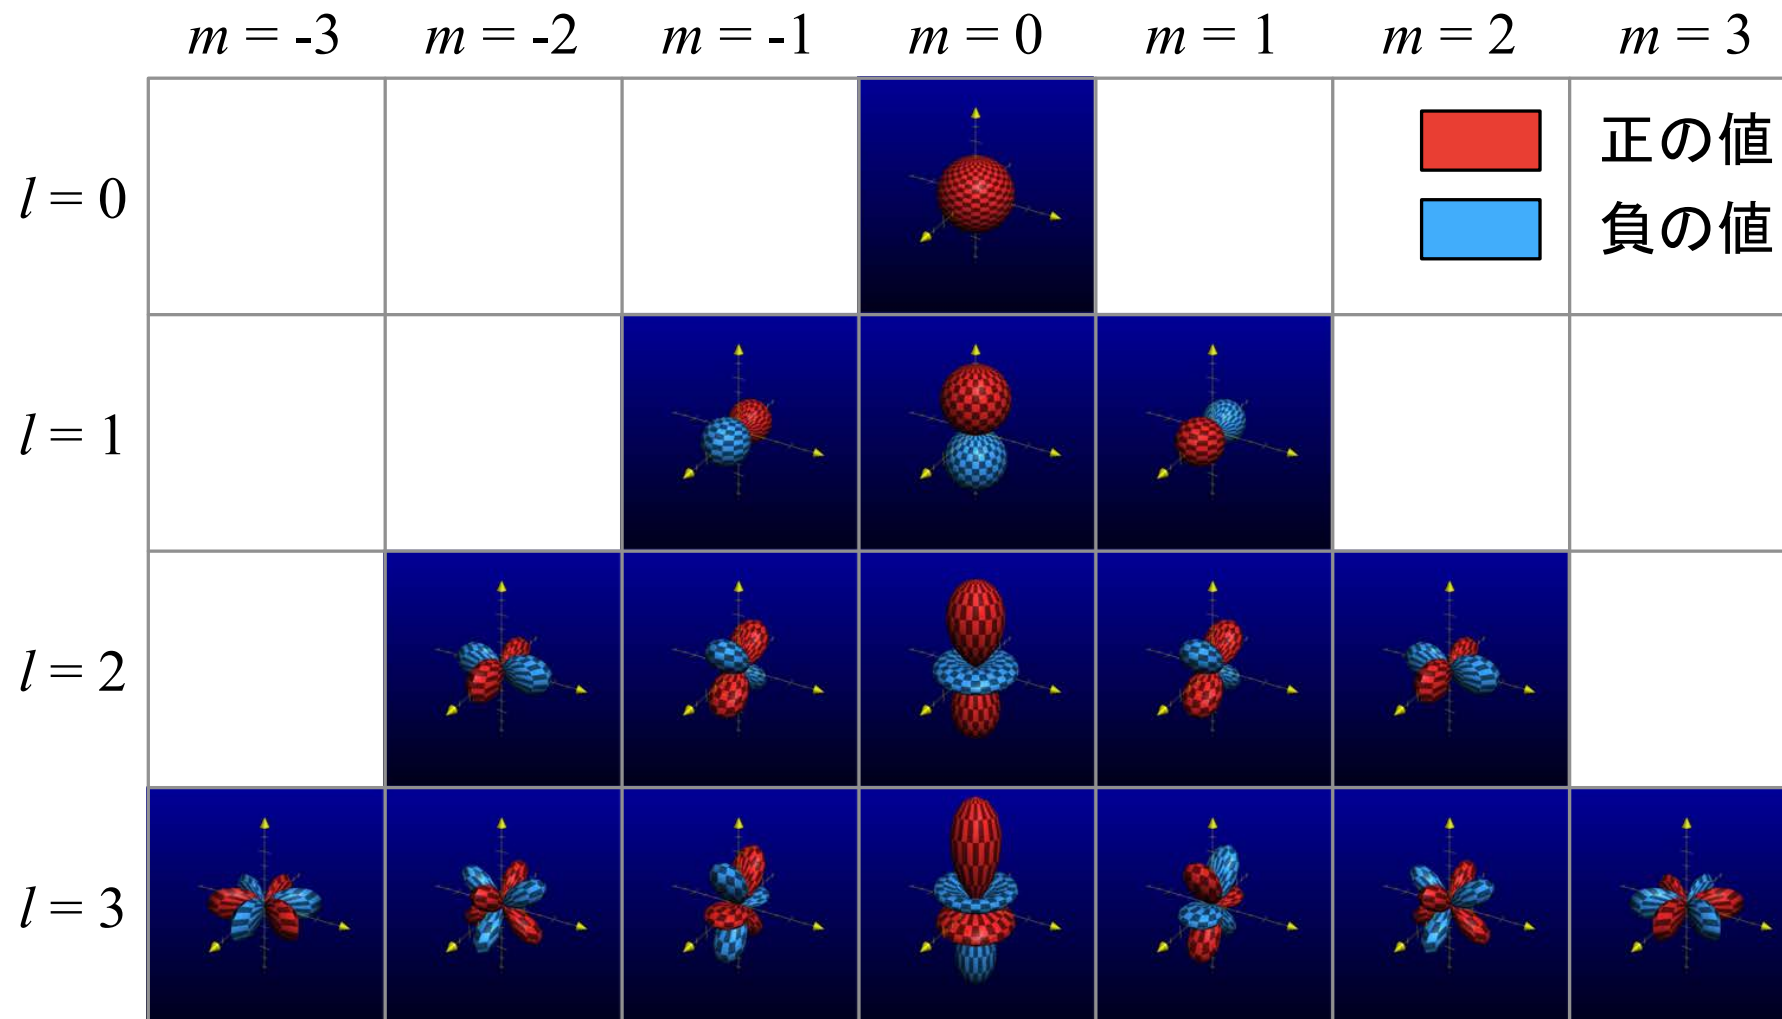 m = -3 m = -2 m = -1 m = 0 m = 1 m = 2 m = 3
正の値
l = 0
負の値
l = 1
l = 2
l = 3